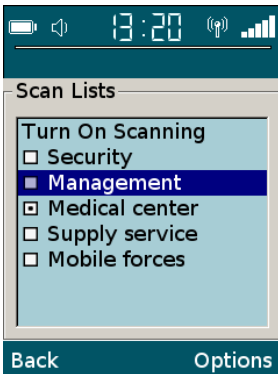 13:20
Scan Lists
Turn On Scanning
Security
Management
Medical center
Supply service
Mobile forces
Back Options